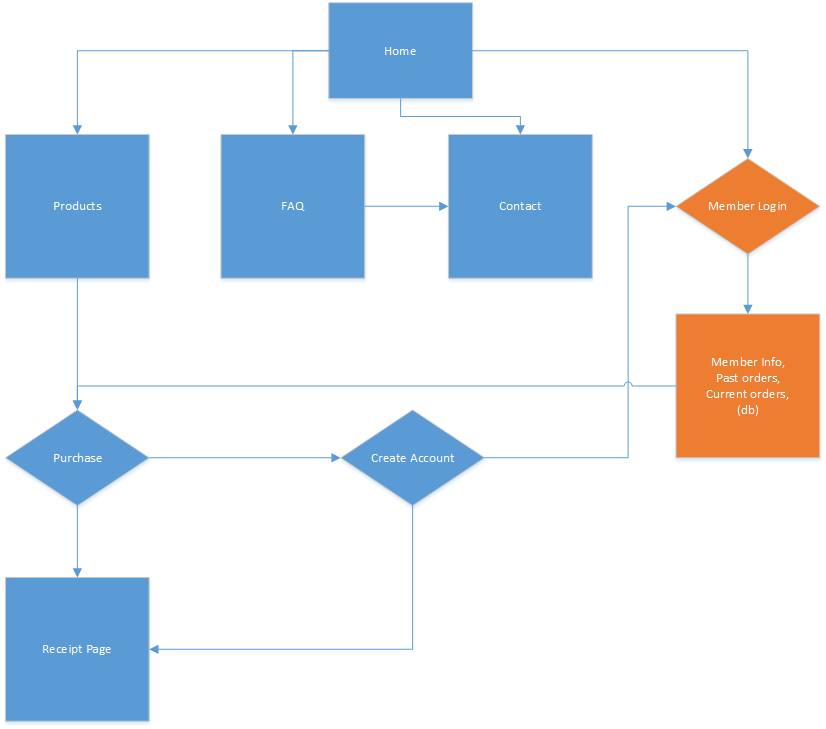 Home
Products
FAQ
Contact
Member Login
Member Info,
Past orders,
Current orders,
(db)
Purchase
Create Account
Receipt Page